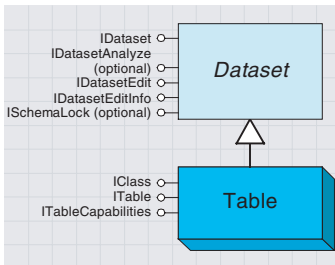 IDataset
IDatasetAnalyze
(optional)
IDatasetEdit
IDatasetEditInfo
ISchemaLock (optional)
Dataset
IClass
ITable
ITableCapabilities
Table